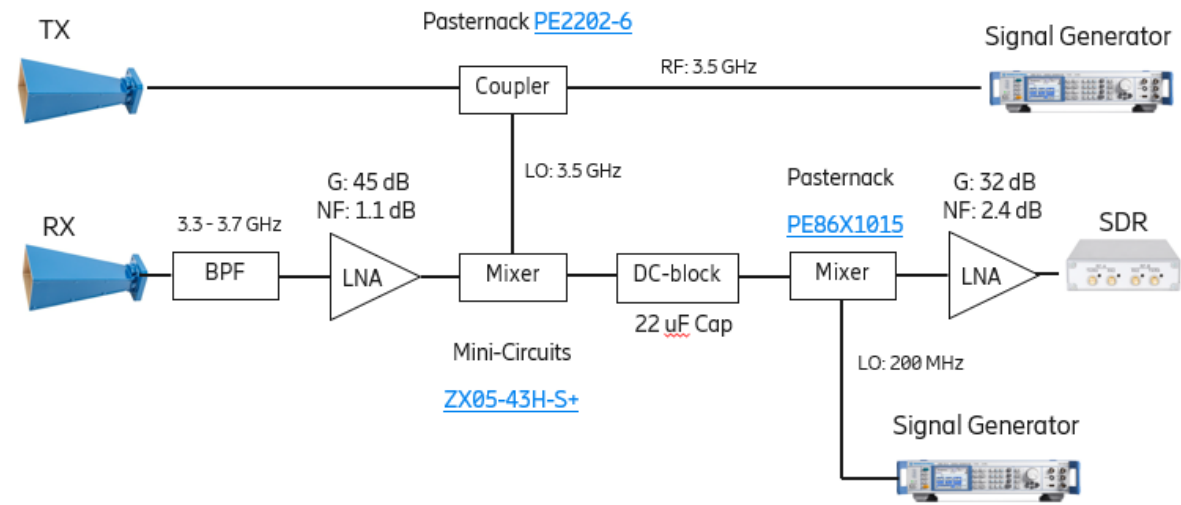 TX
Pasternack PE2202-6
Signal Generator
RF: 3.5 GHz
Coupler
LO: 3.5 GHz
G: 45 dB
NF: 1.1 dB
Pasternack
PE86X1015
G: 32 dB
NF: 2.4 dB
RX
3.3 - 3.7 GHz
SDR
BPF
LNA
Mixer
DC-block
Mixer
LNA
22 uF Cap
Mini-Circuits
ZX05-43H-S+
LO: 200 MHz
Signal Generator